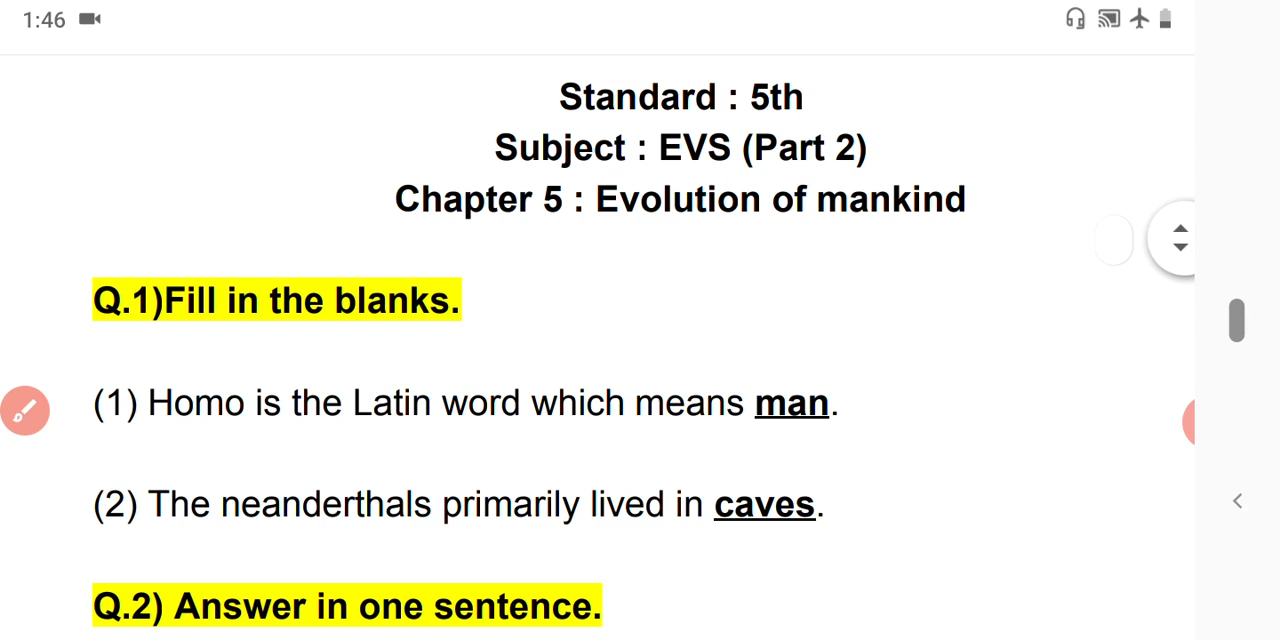 1:46
Standard : 5th
Subject : EVS (Part 2)
Chapter 5 : Evolution of mankind
Q.1)Fill in the blanks.
(1) Homo is the Latin word which means man.
(2) The neanderthals primarily lived in caves.
Q.2) Answer in one sentence.